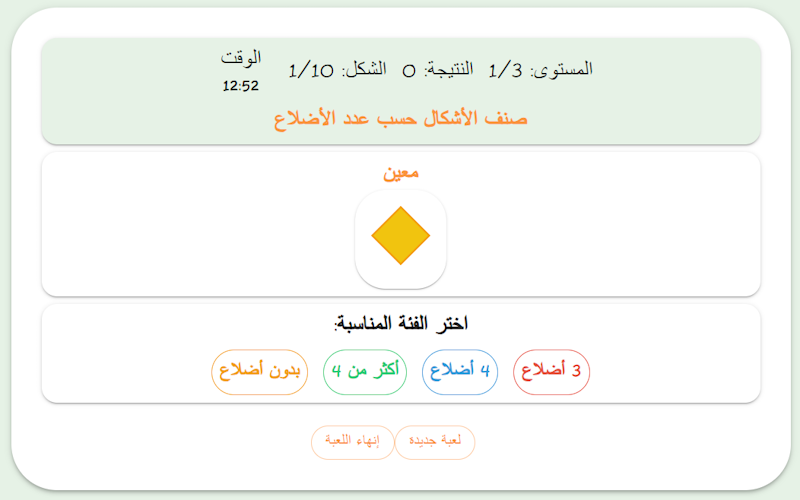 المستوى: 1/3 النتيجة: 0 الشكل: 1/10 الوقت
12:52
صنف الأشكال حسب عدد الأضلاع
معين
اختر الفئة المناسبة:
3 أضلاع 4 أضلاع أكثر من 4 بدون أضلاع
لعبة جديدة إنهاء اللعبة